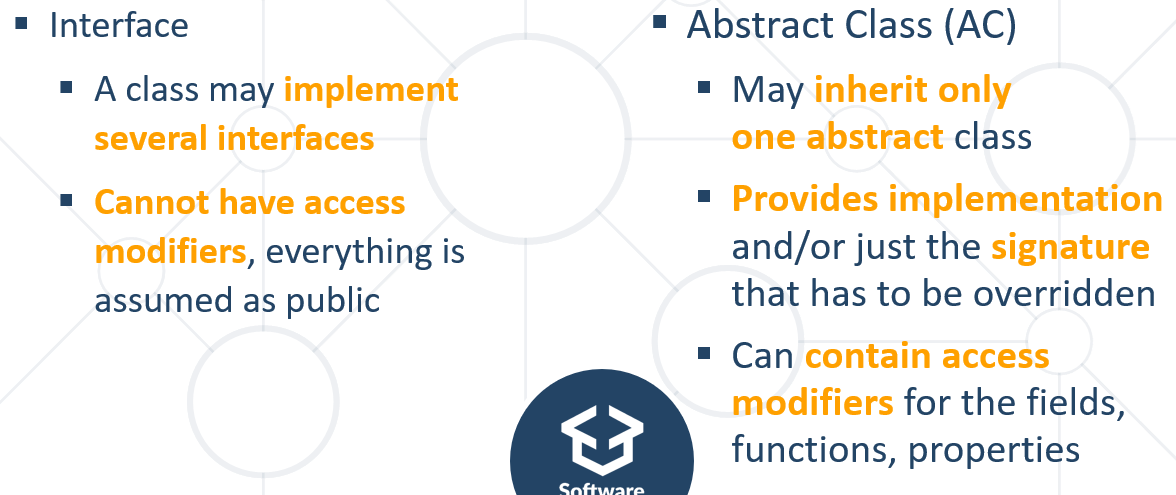 Interface
A class may implement
several interfaces
Cannot have access
modifiers, everything is
assumed as public
Abstract Class (AC)
May inherit only
one abstract class
Provides implementation
and/or just the signature
that has to be overridden
Can contain access
modifiers for the fields,
functions, properties
Software